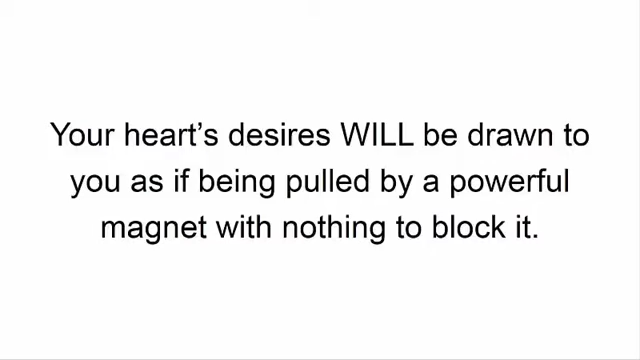 Your heart’s desires WILL be drawn to
you as if being pulled by a powerful
magnet with nothing to block it.